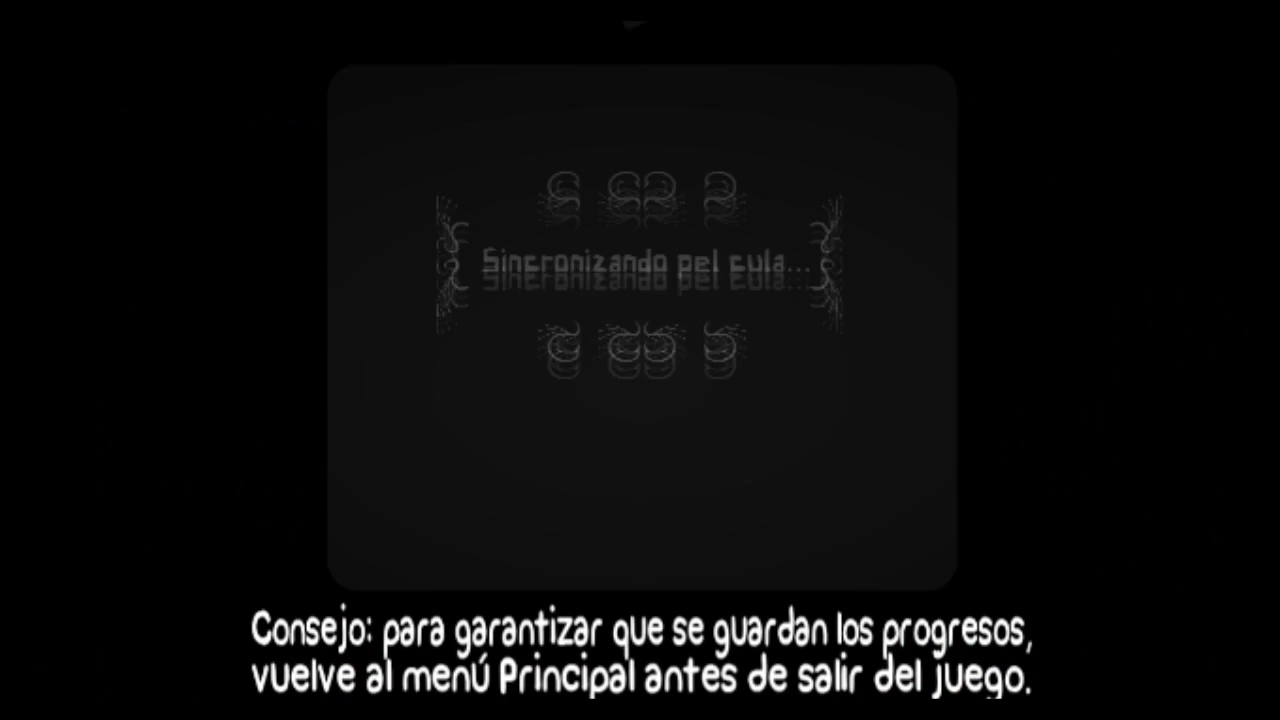 Sincronizando pel cula...
Consejo: para garantizar que se guardan los progresos,
vuelve al menú Principal antes de salir del juego.